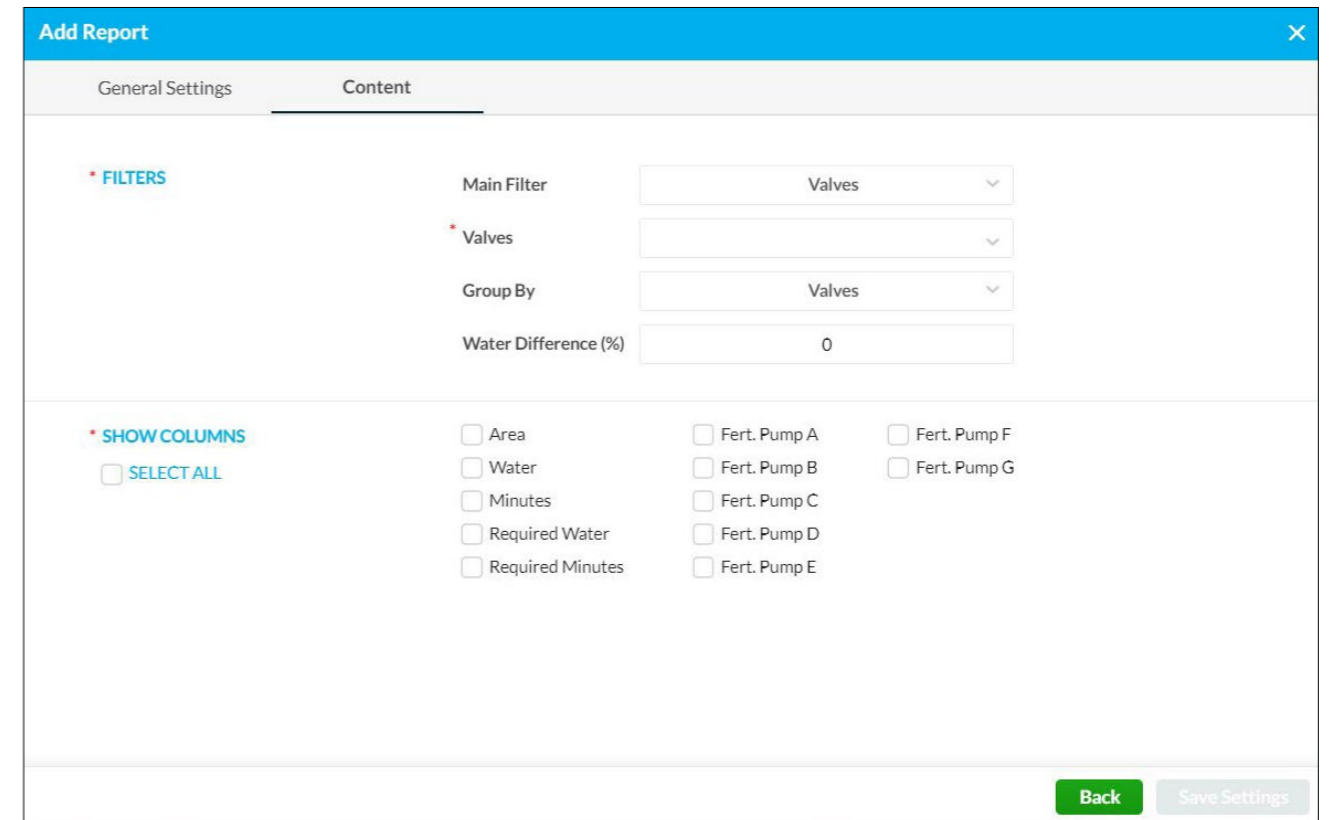 Add Report
General Settings Content
* FILTERS
Main Filter Valves
* Valves
Group By Valves
Water Difference (%) 0
* SHOW COLUMNS
SELECT ALL
Area Fert. Pump A Fert. Pump F
Water Fert. Pump B Fert. Pump G
Minutes Fert. Pump C
Required Water Fert. Pump D
Required Minutes Fert. Pump E
Back Save Settings